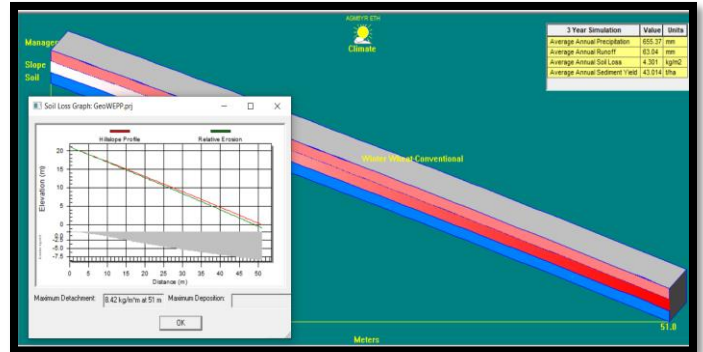 ASMEYR ETH
Climate
Manager
Slope
Soil
3 Year Simulation Value Units
Average Annual Precipitation 655.37 mm
Average Annual Runoff 63.04 mm
Average Annual Soil Loss 4.301 kg/m2
Average Annual Sediment Yield 43.014 t/ha
Soil Loss Graph: GeoWEPP.prj
Hillslope Profile Relative Erosion
Elevation (m)
20
15
10
5
0
-2.5
-5.0
-7.5
0 5 10 15 20 25 30 35 40 45 50
Distance (m)
Maximum Detachment: 8.42 kg/m²m at 51 m Maximum Deposition:
OK
Winter Wheat Conventional
51.0
Meters